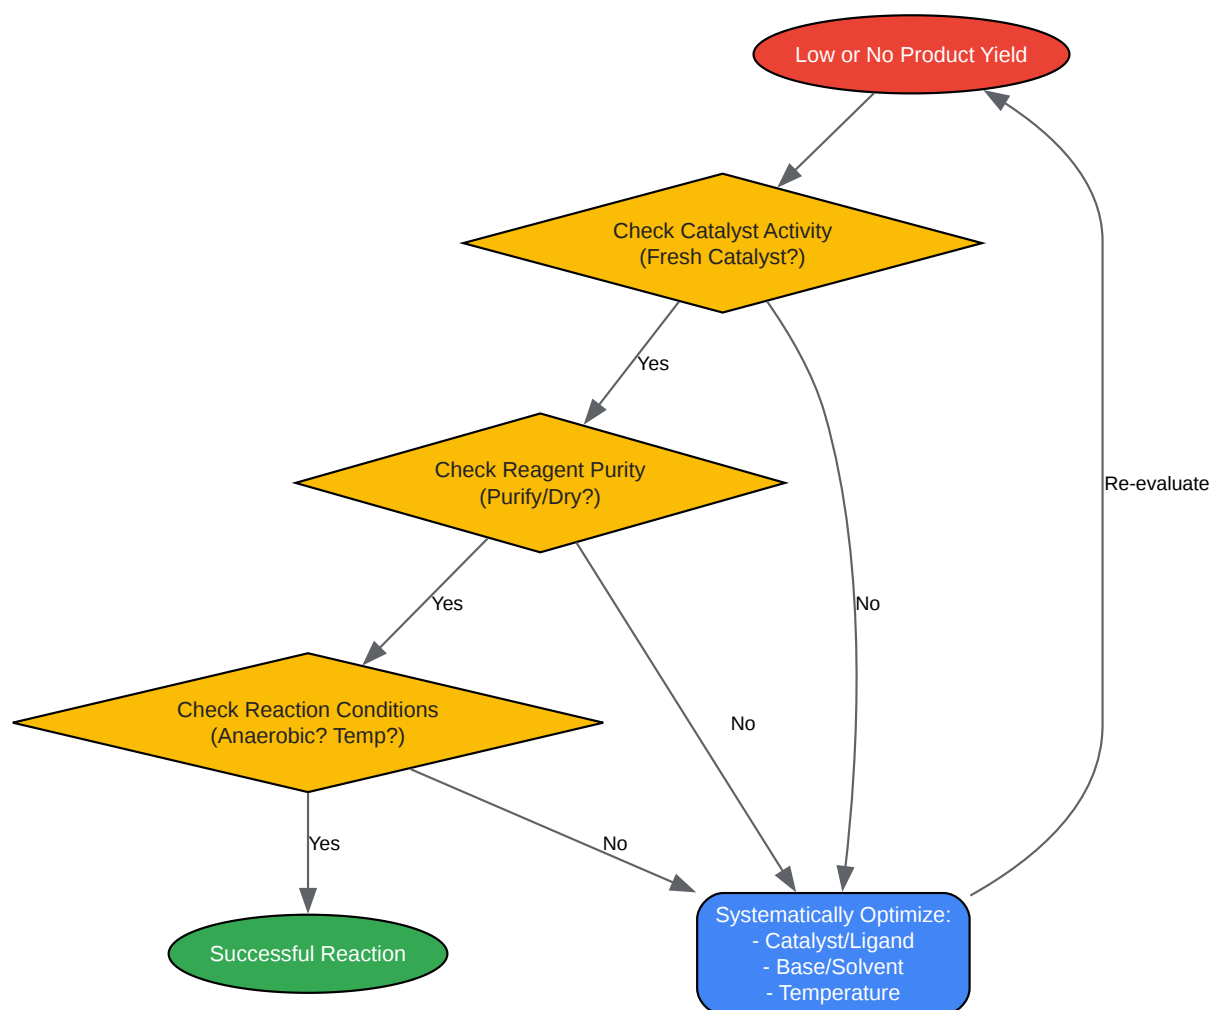 Low or No Product Yield
Check Catalyst Activity
(Fresh Catalyst?)
Yes
Check Reagent Purity
(Purify/Dry?)
Re-evaluate
Yes
No
Check Reaction Conditions
(Anaerobic? Temp?)
No
Yes
No
Successful Reaction
Systematically Optimize:
- Catalyst/Ligand
- Base/Solvent
- Temperature